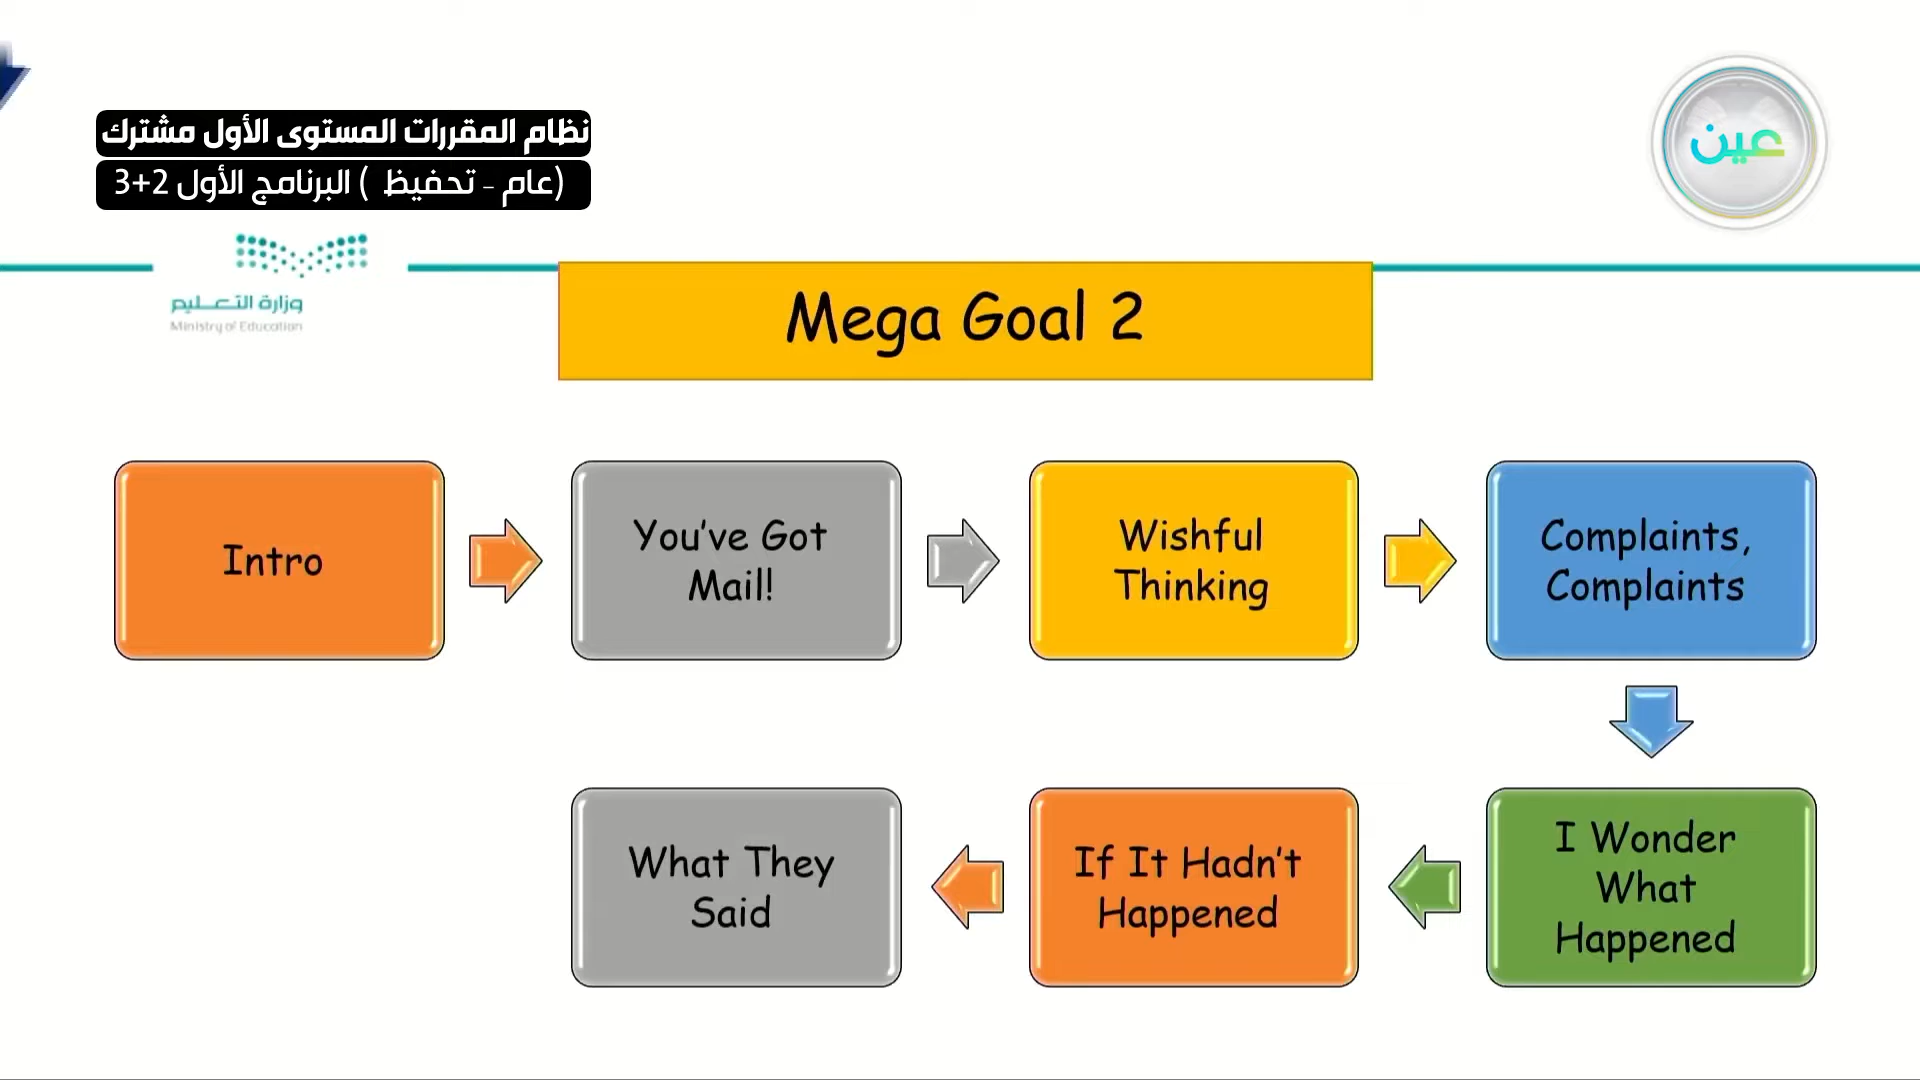 نظام المقررات المستوى الأول مشترك
(عام - تحفيظ ) البرنامج الأول 2+3
عين
وزارة التعليم
Ministry of Education
Mega Goal 2
Intro
You've Got
Mail!
Wishful
Thinking
Complaints,
Complaints
I Wonder
What
Happened
If It Hadn't
Happened
What They
Said